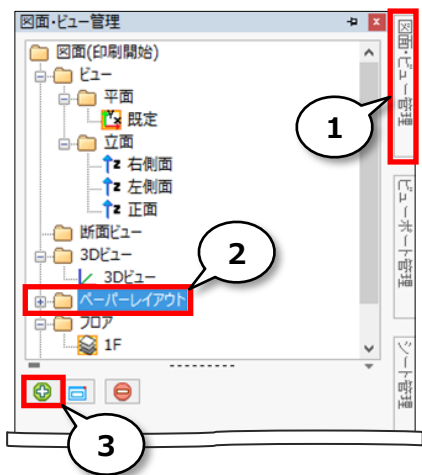 図面・ビュー管理
図面(印刷開始)
ビュー
平面
既定
立面
右側面
左側面
正面
断面ビュー
3Dビュー
3Dビュー
ペーパーレイアウト
フロア
1F
図面・ビュー管理
ビューポート管理
シート管理
1
2
3